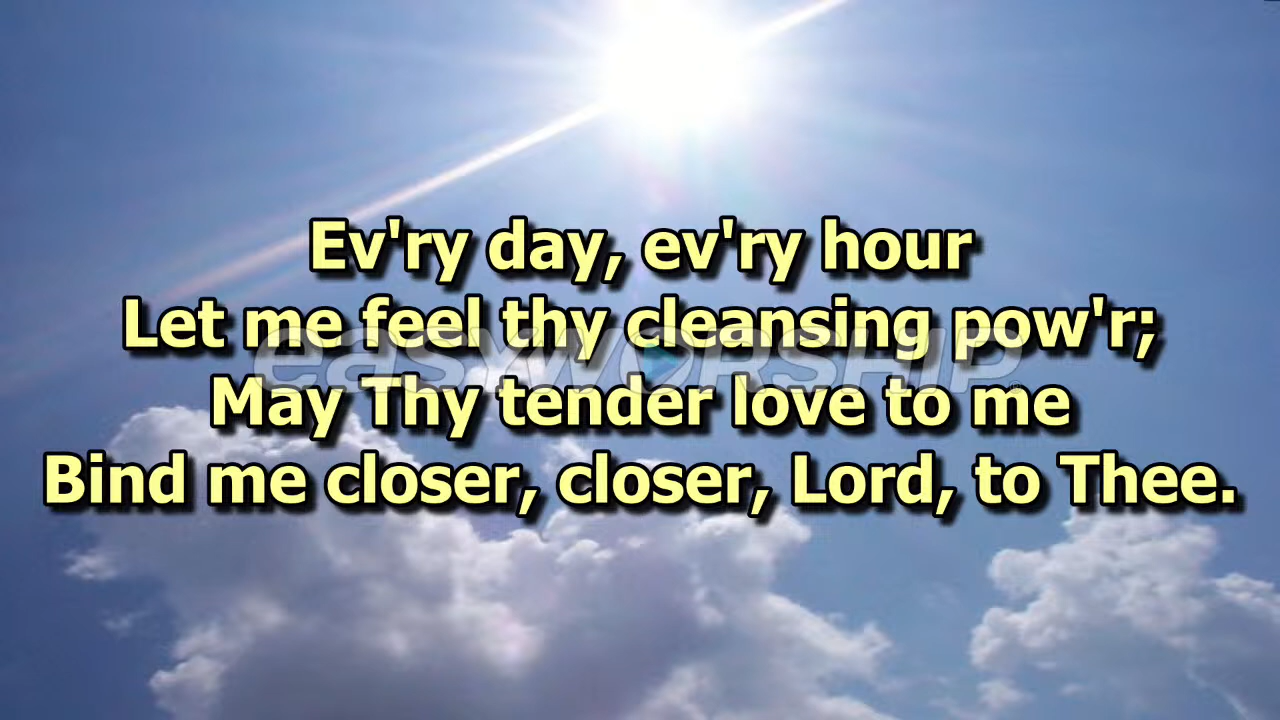 Ev'ry day, ev'ry hour
Let me feel thy cleansing pow'r;
easyworship
May Thy tender love to me
Bind me closer, closer, Lord, to Thee.